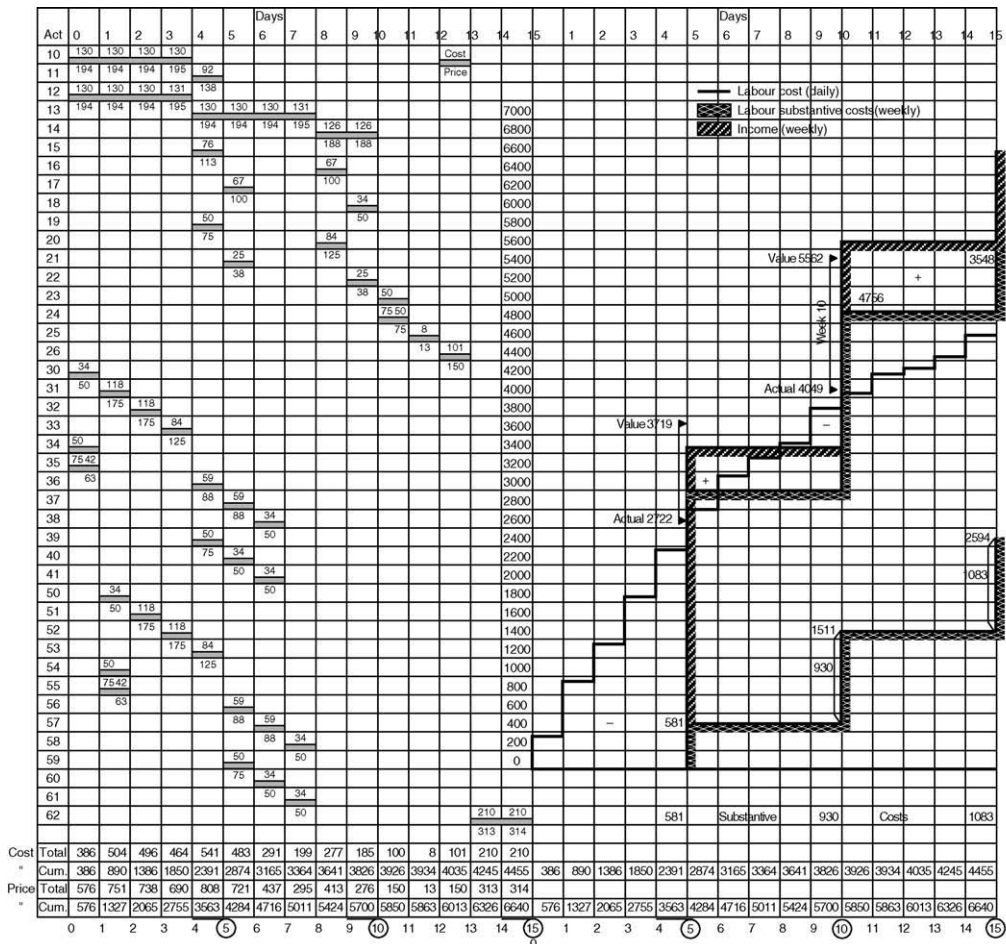 Days Days
Act 0 1 2 3 4 5 6 7 8 9 10 11 12 13 14 15 1 2 3 4 5 6 7 8 9 10 11 12 13 14 15
10 130 130 130 130 Cost
11 194 194 194 195 92 Price
12 130 130 130 131 138 Labour cost (daily)
13 194 194 194 195 130 130 130 131 7000 Labour substantive costs(weekly)
14 194 194 194 195 126 126 6800 Income (weekly)
15 76 188 188 6600
16 113 67 6400
17 67 100 6200
18 100 34 6000
19 50 50 5800
20 75 84 5600
21 25 125 5400 Value 5562 3548
22 38 25 5200 +
23 38 50 5000 4756
24 75 50 4800 Week 10
25 75 8 4600
26 13 101 4400
30 34 150 4200
31 50 118 4000 Actual 4049
32 175 118 3800
33 175 84 3600 Value 3719 –
34 50 125 3400
35 75 42 3200
36 63 59 3000 +
37 88 59 2800
38 88 34 2600 Actual 2722
39 50 50 2400 2594
40 75 34 2200
41 50 34 2000 1083
50 34 50 1800
51 50 118 1600
52 175 118 1400 1511
53 175 84 1200
54 50 125 1000 930
55 75 42 800
56 63 59 600
57 88 59 400 – 581
58 88 34 200
59 50 50 0
60 75 34
61 50 34
62 50 210 210 581 Substantive 930 Costs 1083
313 314
Cost Total 386 504 496 464 541 483 291 199 277 185 100 8 101 210 210
" Cum. 386 890 1386 1850 2391 2874 3165 3364 3641 3826 3926 3934 4035 4245 4455 386 890 1386 1850 2391 2874 3165 3364 3641 3826 3926 3934 4035 4245 4455
Price Total 576 751 738 690 808 721 437 295 413 276 150 13 150 313 314
" Cum. 576 1327 2065 2755 3563 4284 4716 5011 5424 5700 5850 5863 6013 6326 6640 576 1327 2065 2755 3563 4284 4716 5011 5424 5700 5850 5863 6013 6326 6640
0 1 2 3 4 5 6 7 8 9 10 11 12 13 14 15 1 2 3 4 5 6 7 8 9 10 11 12 13 14 15
0